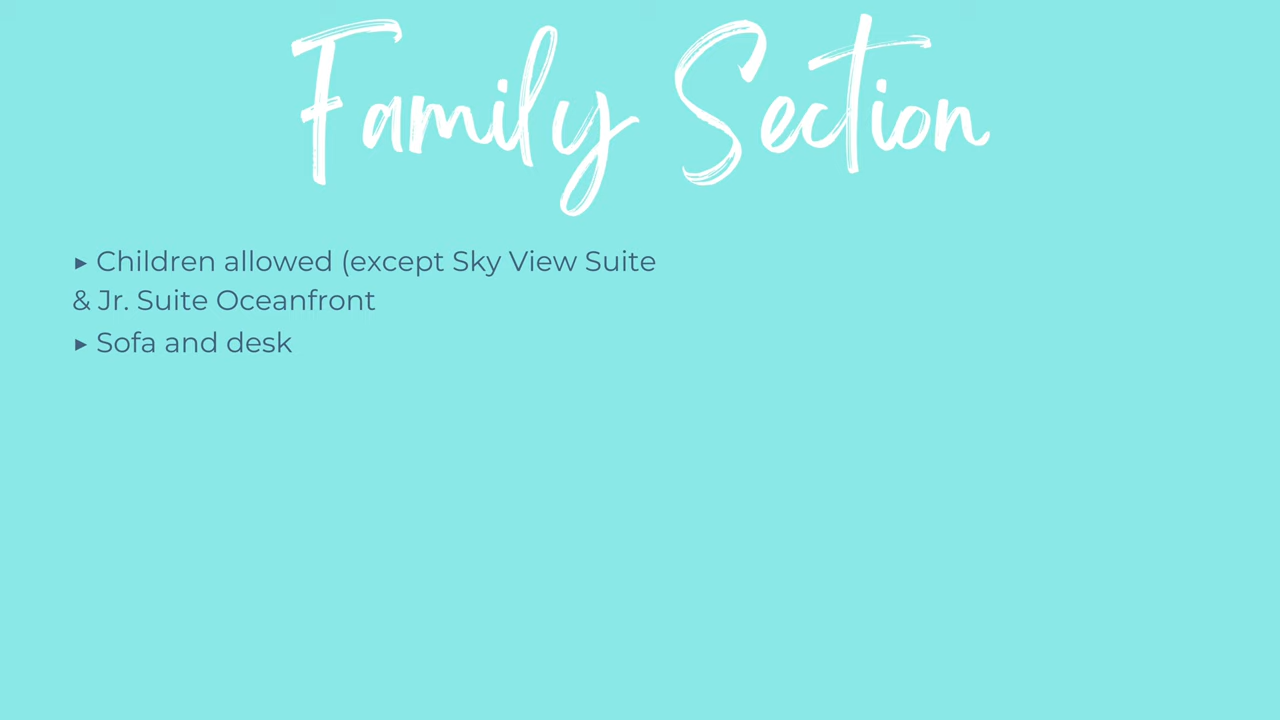 Family Section
▸ Children allowed (except Sky View Suite
& Jr. Suite Oceanfront
▸ Sofa and desk